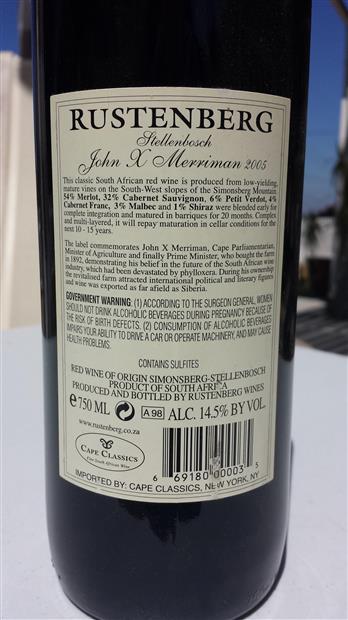 RUSTENBERG
Stellenbosch
John X Merriman 2005
This classic South African red wine is produced from low-yielding,
mature vines on the South-West slopes of the Simonsberg Mountain.
54% Merlot, 32% Cabernet Sauvignon, 6% Petit Verdot, 4%
Cabernet Franc, 3% Malbec and 1% Shiraz were blended early for
complete integration and matured in barriques for 20 months. Complex
and multi-layered, it will repay maturation in cellar conditions for the
next 10 - 15 years.
The label commemorates John X Merriman, Cape Parliamentarian,
Minister of Agriculture and finally Prime Minister, who bought the farm
in 1892, demonstrating his belief in the future of the South African wine
industry, which had been devastated by phylloxera. During his ownership
the revitalised farm attracted international political and literary figures
and wine was exported as far afield as Siberia.
GOVERNMENT WARNING: (1) ACCORDING TO THE SURGEON GENERAL, WOMEN
SHOULD NOT DRINK ALCOHOLIC BEVERAGES DURING PREGNANCY BECAUSE OF
THE RISK OF BIRTH DEFECTS. (2) CONSUMPTION OF ALCOHOLIC BEVERAGES
IMPAIRS YOUR ABILITY TO DRIVE A CAR OR OPERATE MACHINERY, AND MAY CAUSE
HEALTH PROBLEMS.
CONTAINS SULFITES
RED WINE OF ORIGIN SIMONSBERG-STELLENBOSCH
PRODUCT OF SOUTH AFRICA
PRODUCED AND BOTTLED BY RUSTENBERG WINES
e 750 ML A 98 ALC. 14.5% BY VOL.
www.rustenberg.co.za
CAPE CLASSICS
Fine South African Wine
6 69180 00003 5
IMPORTED BY: CAPE CLASSICS, NEW YORK, NY